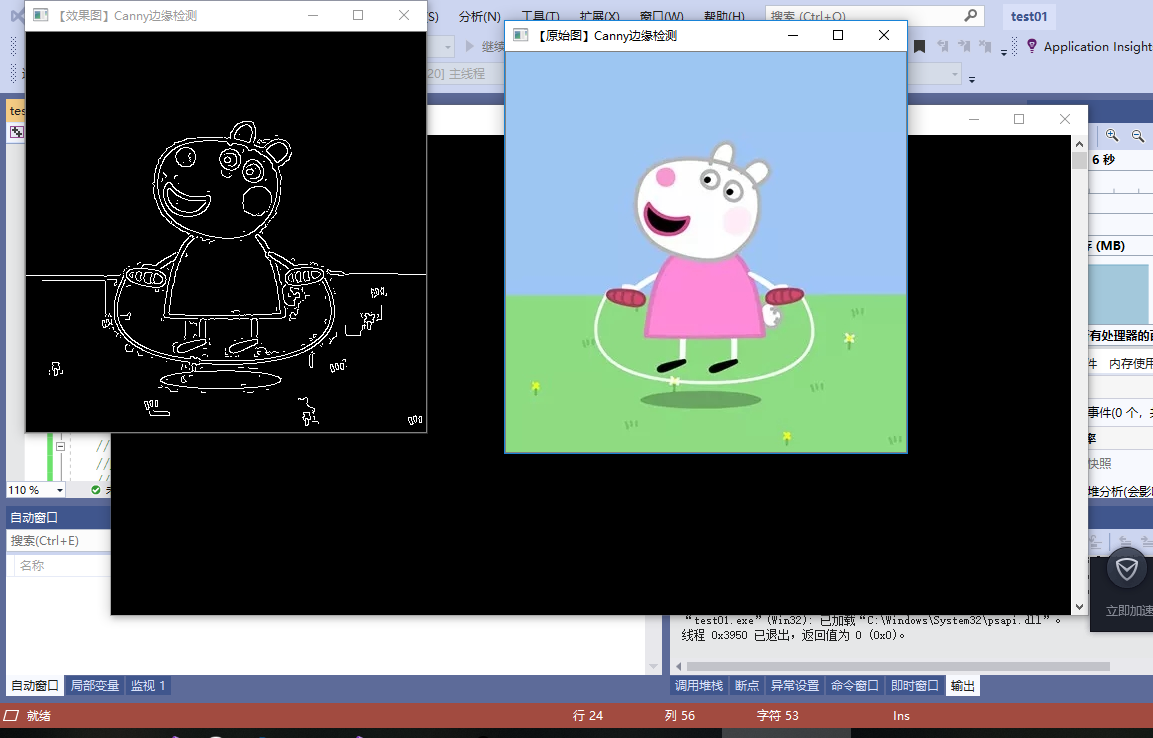 【效果图】Canny边缘检测
分析(N) 工具(T) 扩展(X) 窗口(W) 帮助(H) 搜索 (Ctrl+Q)
test01
【原始图】Canny边缘检测
继续
Application Insight
20] 主线程
tes
6 秒
(MB)
有处理器的百
件 内存使用
事件(0 个，
率
快照
堆分析(会影
//
//
//
110 %
自动窗口
搜索(Ctrl+E)
名称
立即加速
“test01.exe”(Win32): 已加载“C:\Windows\System32\psapi.dll”。
线程 0x3950 已退出，返回值为 0 (0x0)。
自动窗口 局部变量 监视 1
调用堆栈 断点 异常设置 命令窗口 即时窗口 输出
就绪
行 24 列 56 字符 53 Ins